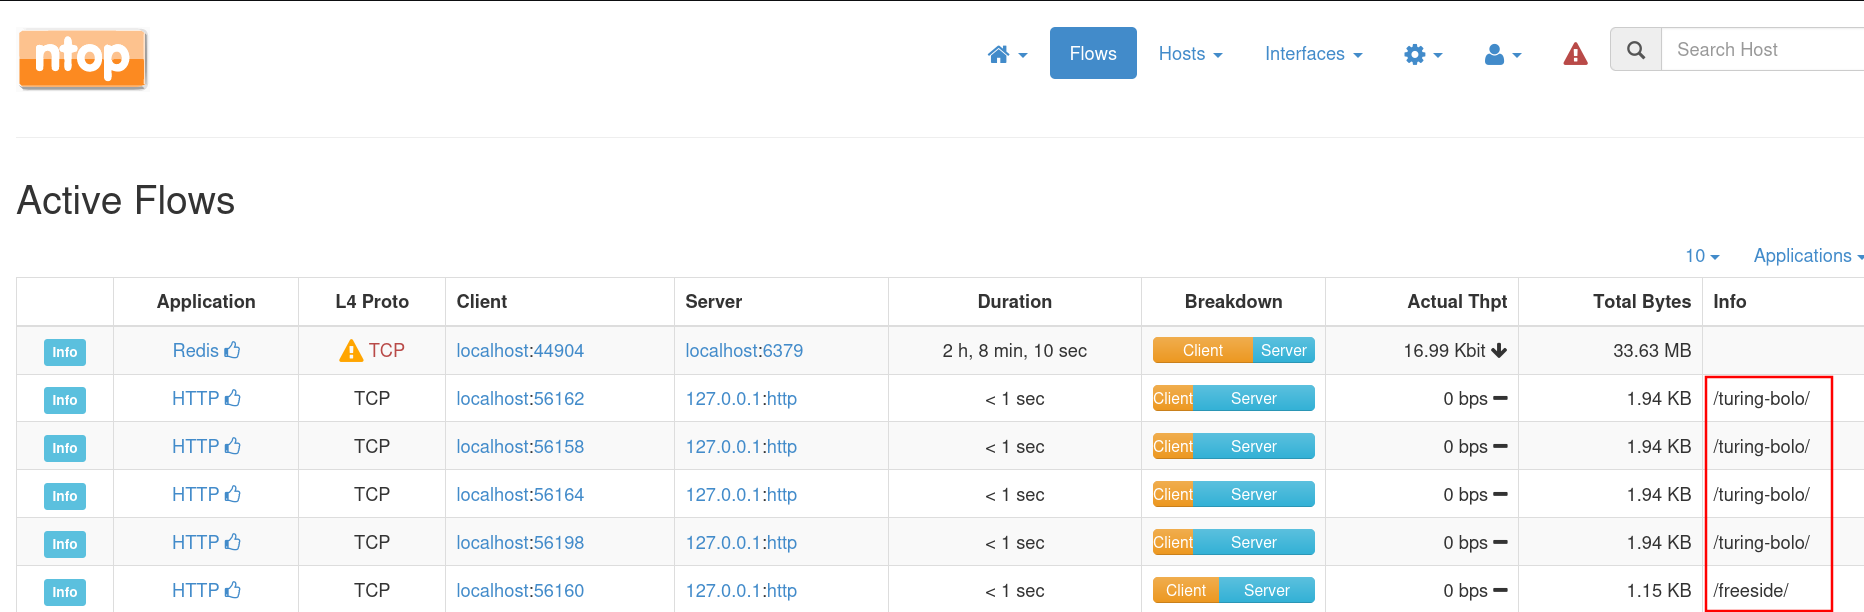 ntop
Flows Hosts Interfaces Search Host
Active Flows
10 Applications
Application L4 Proto Client Server Duration Breakdown Actual Thpt Total Bytes Info
Info Redis TCP localhost:44904 localhost:6379 2 h, 8 min, 10 sec Client Server 16.99 Kbit 33.63 MB
Info HTTP TCP localhost:56162 127.0.0.1:http < 1 sec Client Server 0 bps 1.94 KB /turing-bolo/
Info HTTP TCP localhost:56158 127.0.0.1:http < 1 sec Client Server 0 bps 1.94 KB /turing-bolo/
Info HTTP TCP localhost:56164 127.0.0.1:http < 1 sec Client Server 0 bps 1.94 KB /turing-bolo/
Info HTTP TCP localhost:56198 127.0.0.1:http < 1 sec Client Server 0 bps 1.94 KB /turing-bolo/
Info HTTP TCP localhost:56160 127.0.0.1:http < 1 sec Client Server 0 bps 1.15 KB /freeside/